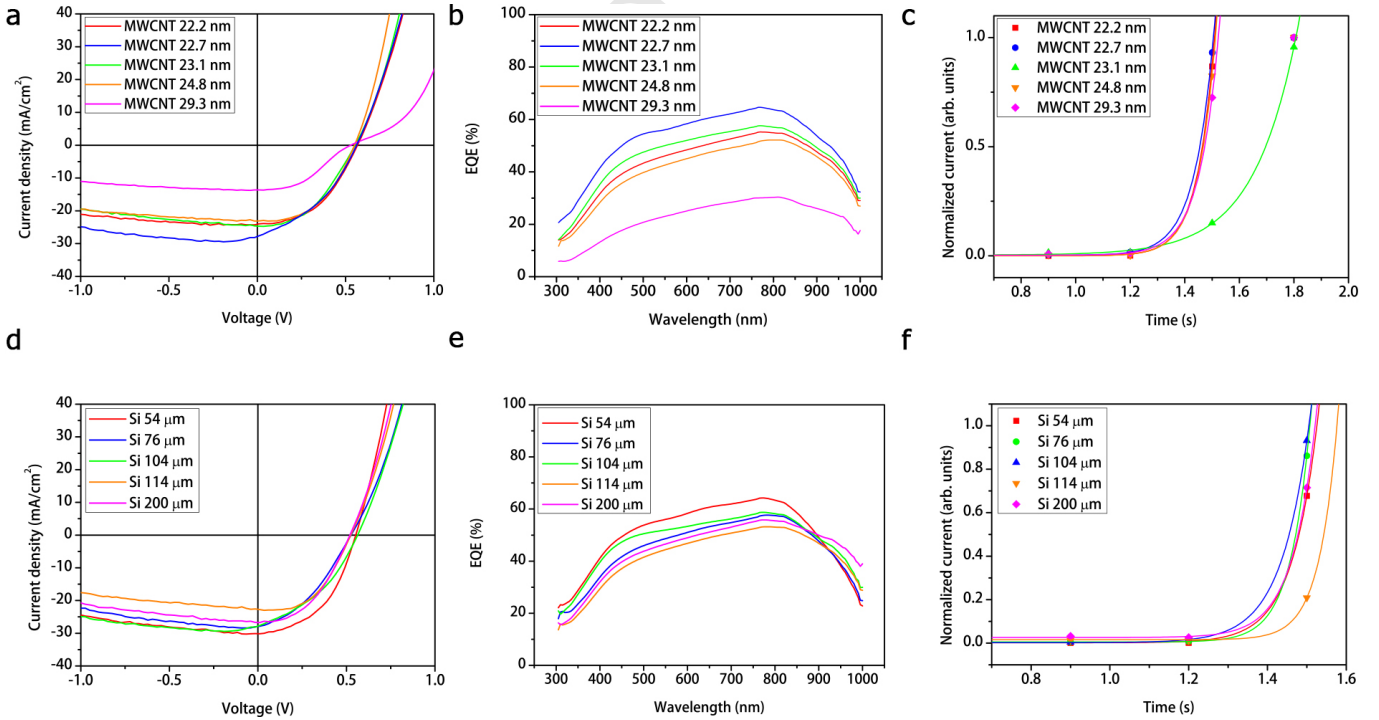 a
Current density (mA/cm²)
40
30
20
10
0
-10
-20
-30
-40
MWCNT 22.2 nm
MWCNT 22.7 nm
MWCNT 23.1 nm
MWCNT 24.8 nm
MWCNT 29.3 nm
-1.0
-0.5
0.0
0.5
1.0
Voltage (V)
b
EQE (%)
100
80
60
40
20
0
MWCNT 22.2 nm
MWCNT 22.7 nm
MWCNT 23.1 nm
MWCNT 24.8 nm
MWCNT 29.3 nm
300 400 500 600 700 800 900 1000
Wavelength (nm)
c
Normalized current (arb. units)
1.0
0.5
0.0
MWCNT 22.2 nm
MWCNT 22.7 nm
MWCNT 23.1 nm
MWCNT 24.8 nm
MWCNT 29.3 nm
0.8 1.0 1.2 1.4 1.6 1.8 2.0
Time (s)
d
Current density (mA/cm²)
40
30
20
10
0
-10
-20
-30
-40
Si 54 μm
Si 76 μm
Si 104 μm
Si 114 μm
Si 200 μm
-1.0
-0.5
0.0
0.5
1.0
Voltage (V)
e
EQE (%)
100
80
60
40
20
0
Si 54 μm
Si 76 μm
Si 104 μm
Si 114 μm
Si 200 μm
300 400 500 600 700 800 900 1000
Wavelength (nm)
f
Normalized current (arb. units)
1.0
0.8
0.6
0.4
0.2
0.0
Si 54 μm
Si 76 μm
Si 104 μm
Si 114 μm
Si 200 μm
0.8 1.0 1.2 1.4 1.6
Time (s)